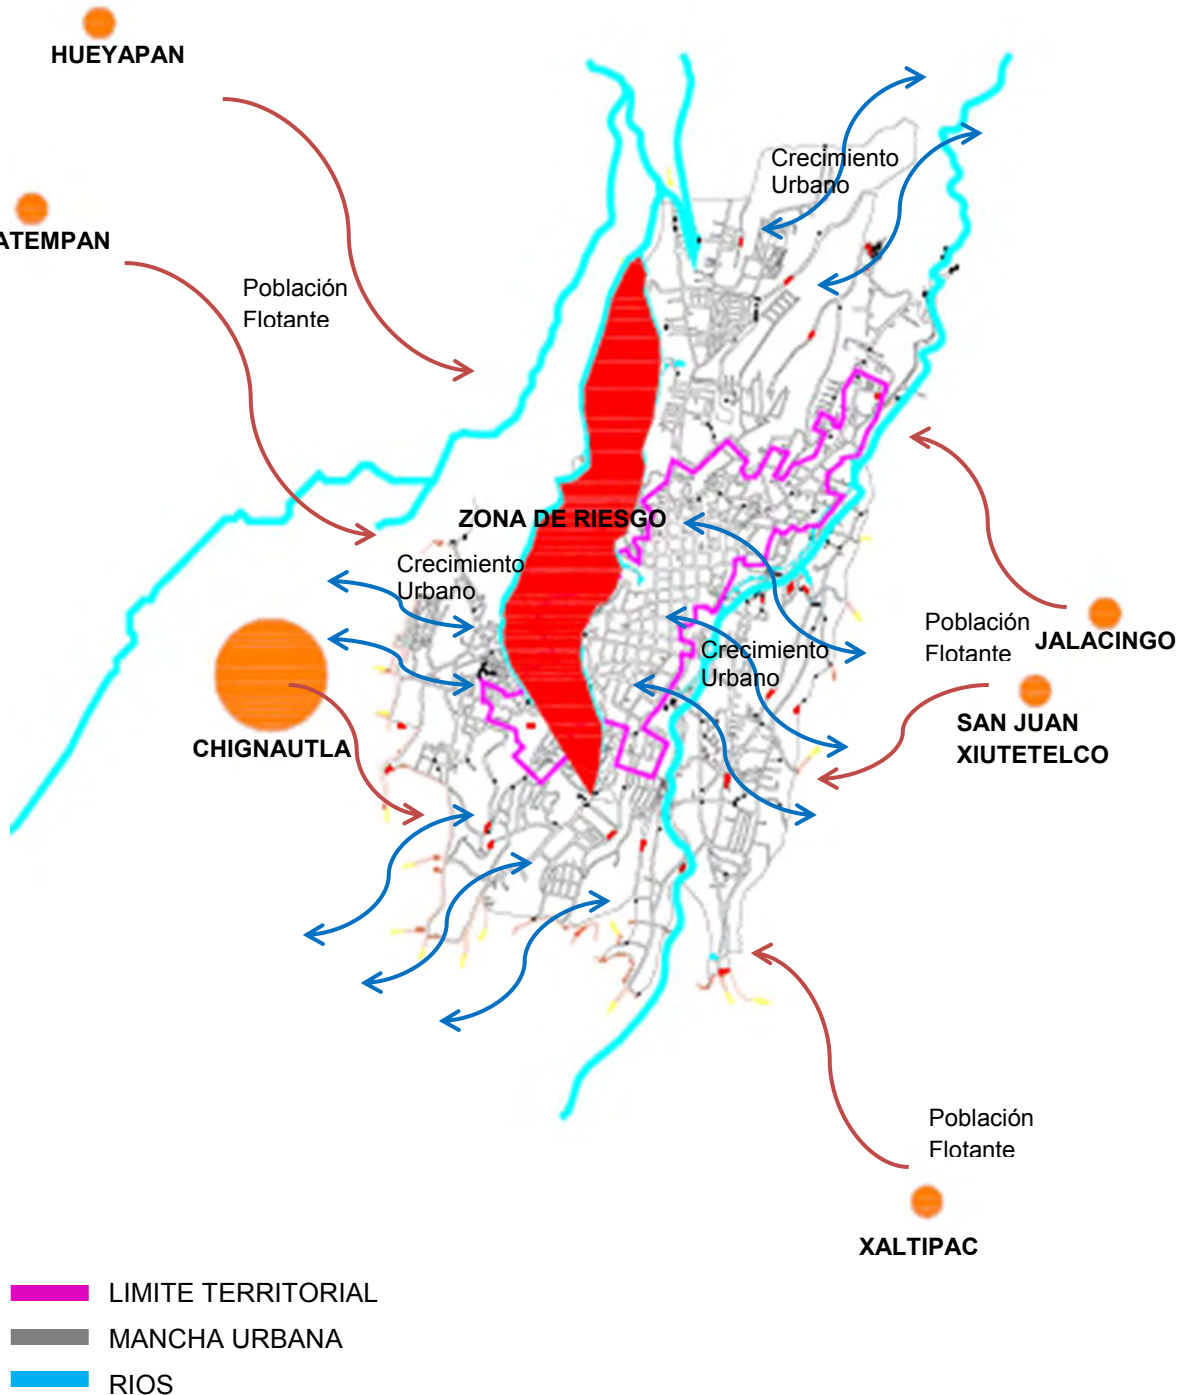 HUEYAPAN
Crecimiento
Urbano
ATEMPAN
Población
Flotante
ZONA DE RIESGO
Crecimiento
Urbano
Población
Flotante
JALACINGO
Crecimiento
Urbano
SAN JUAN
XIUTETELCO
CHIGNAUTLA
Población
Flotante
XALTIPAC
LIMITE TERRITORIAL
MANCHA URBANA
RIOS